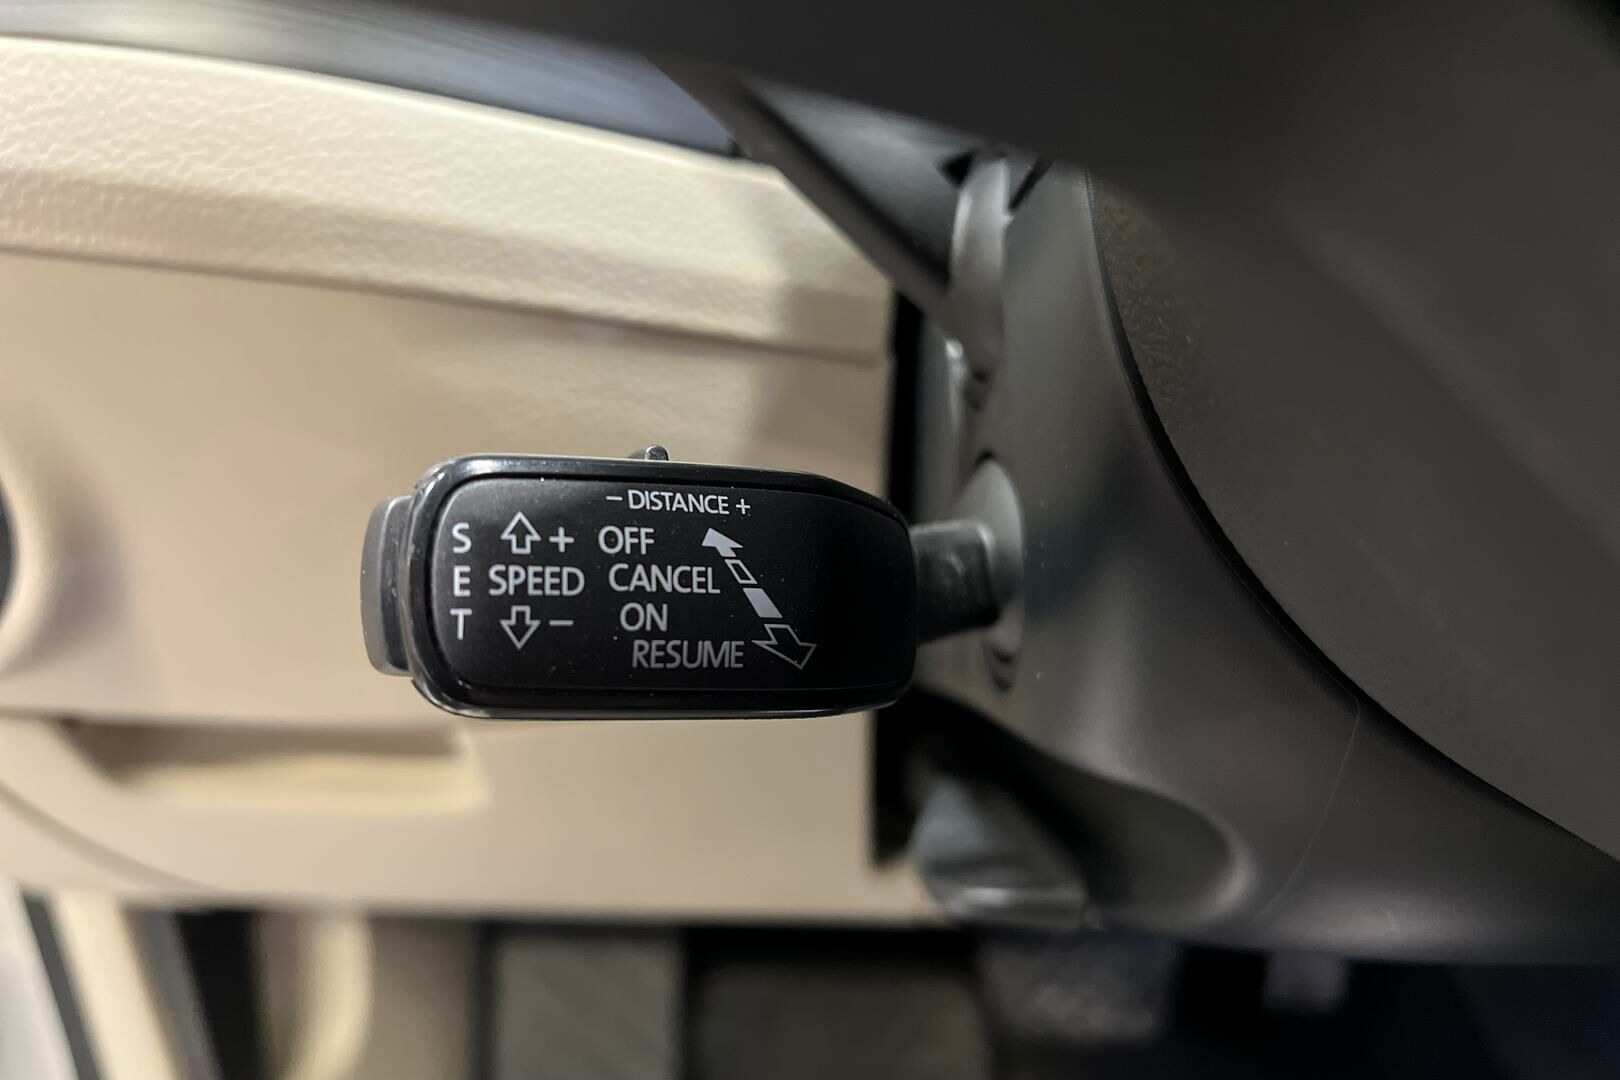 − DISTANCE +
S + OFF
E SPEED CANCEL
T − ON
RESUME